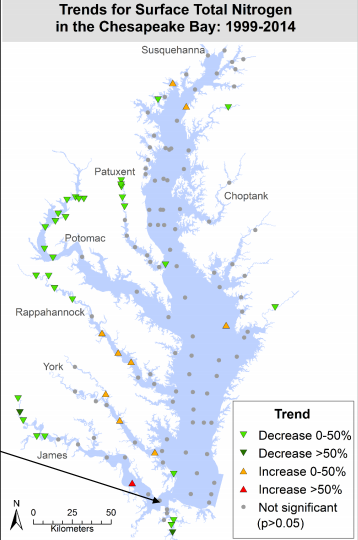 Trends for Surface Total Nitrogen
in the Chesapeake Bay: 1999-2014
Susquehanna
Patuxent
Choptank
Potomac
Rappahannock
York
James
Trend
Decrease 0-50%
Decrease >50%
Increase 0-50%
Increase >50%
Not significant
(p>0.05)
N
0 50
Kilometers